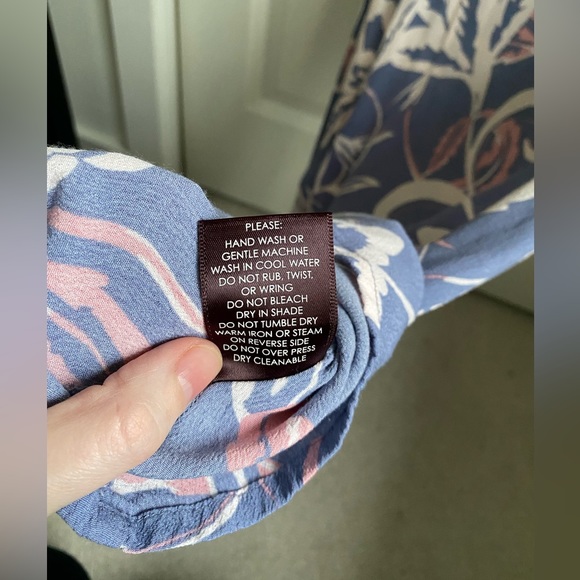 PLEASE:
HAND WASH OR
GENTLE MACHINE
WASH IN COOL WATER
DO NOT RUB, TWIST,
OR WRING
DO NOT BLEACH
DRY IN SHADE
DO NOT TUMBLE DRY
WARM IRON OR STEAM
ON REVERSE SIDE
DO NOT OVER PRESS
DRY CLEANABLE